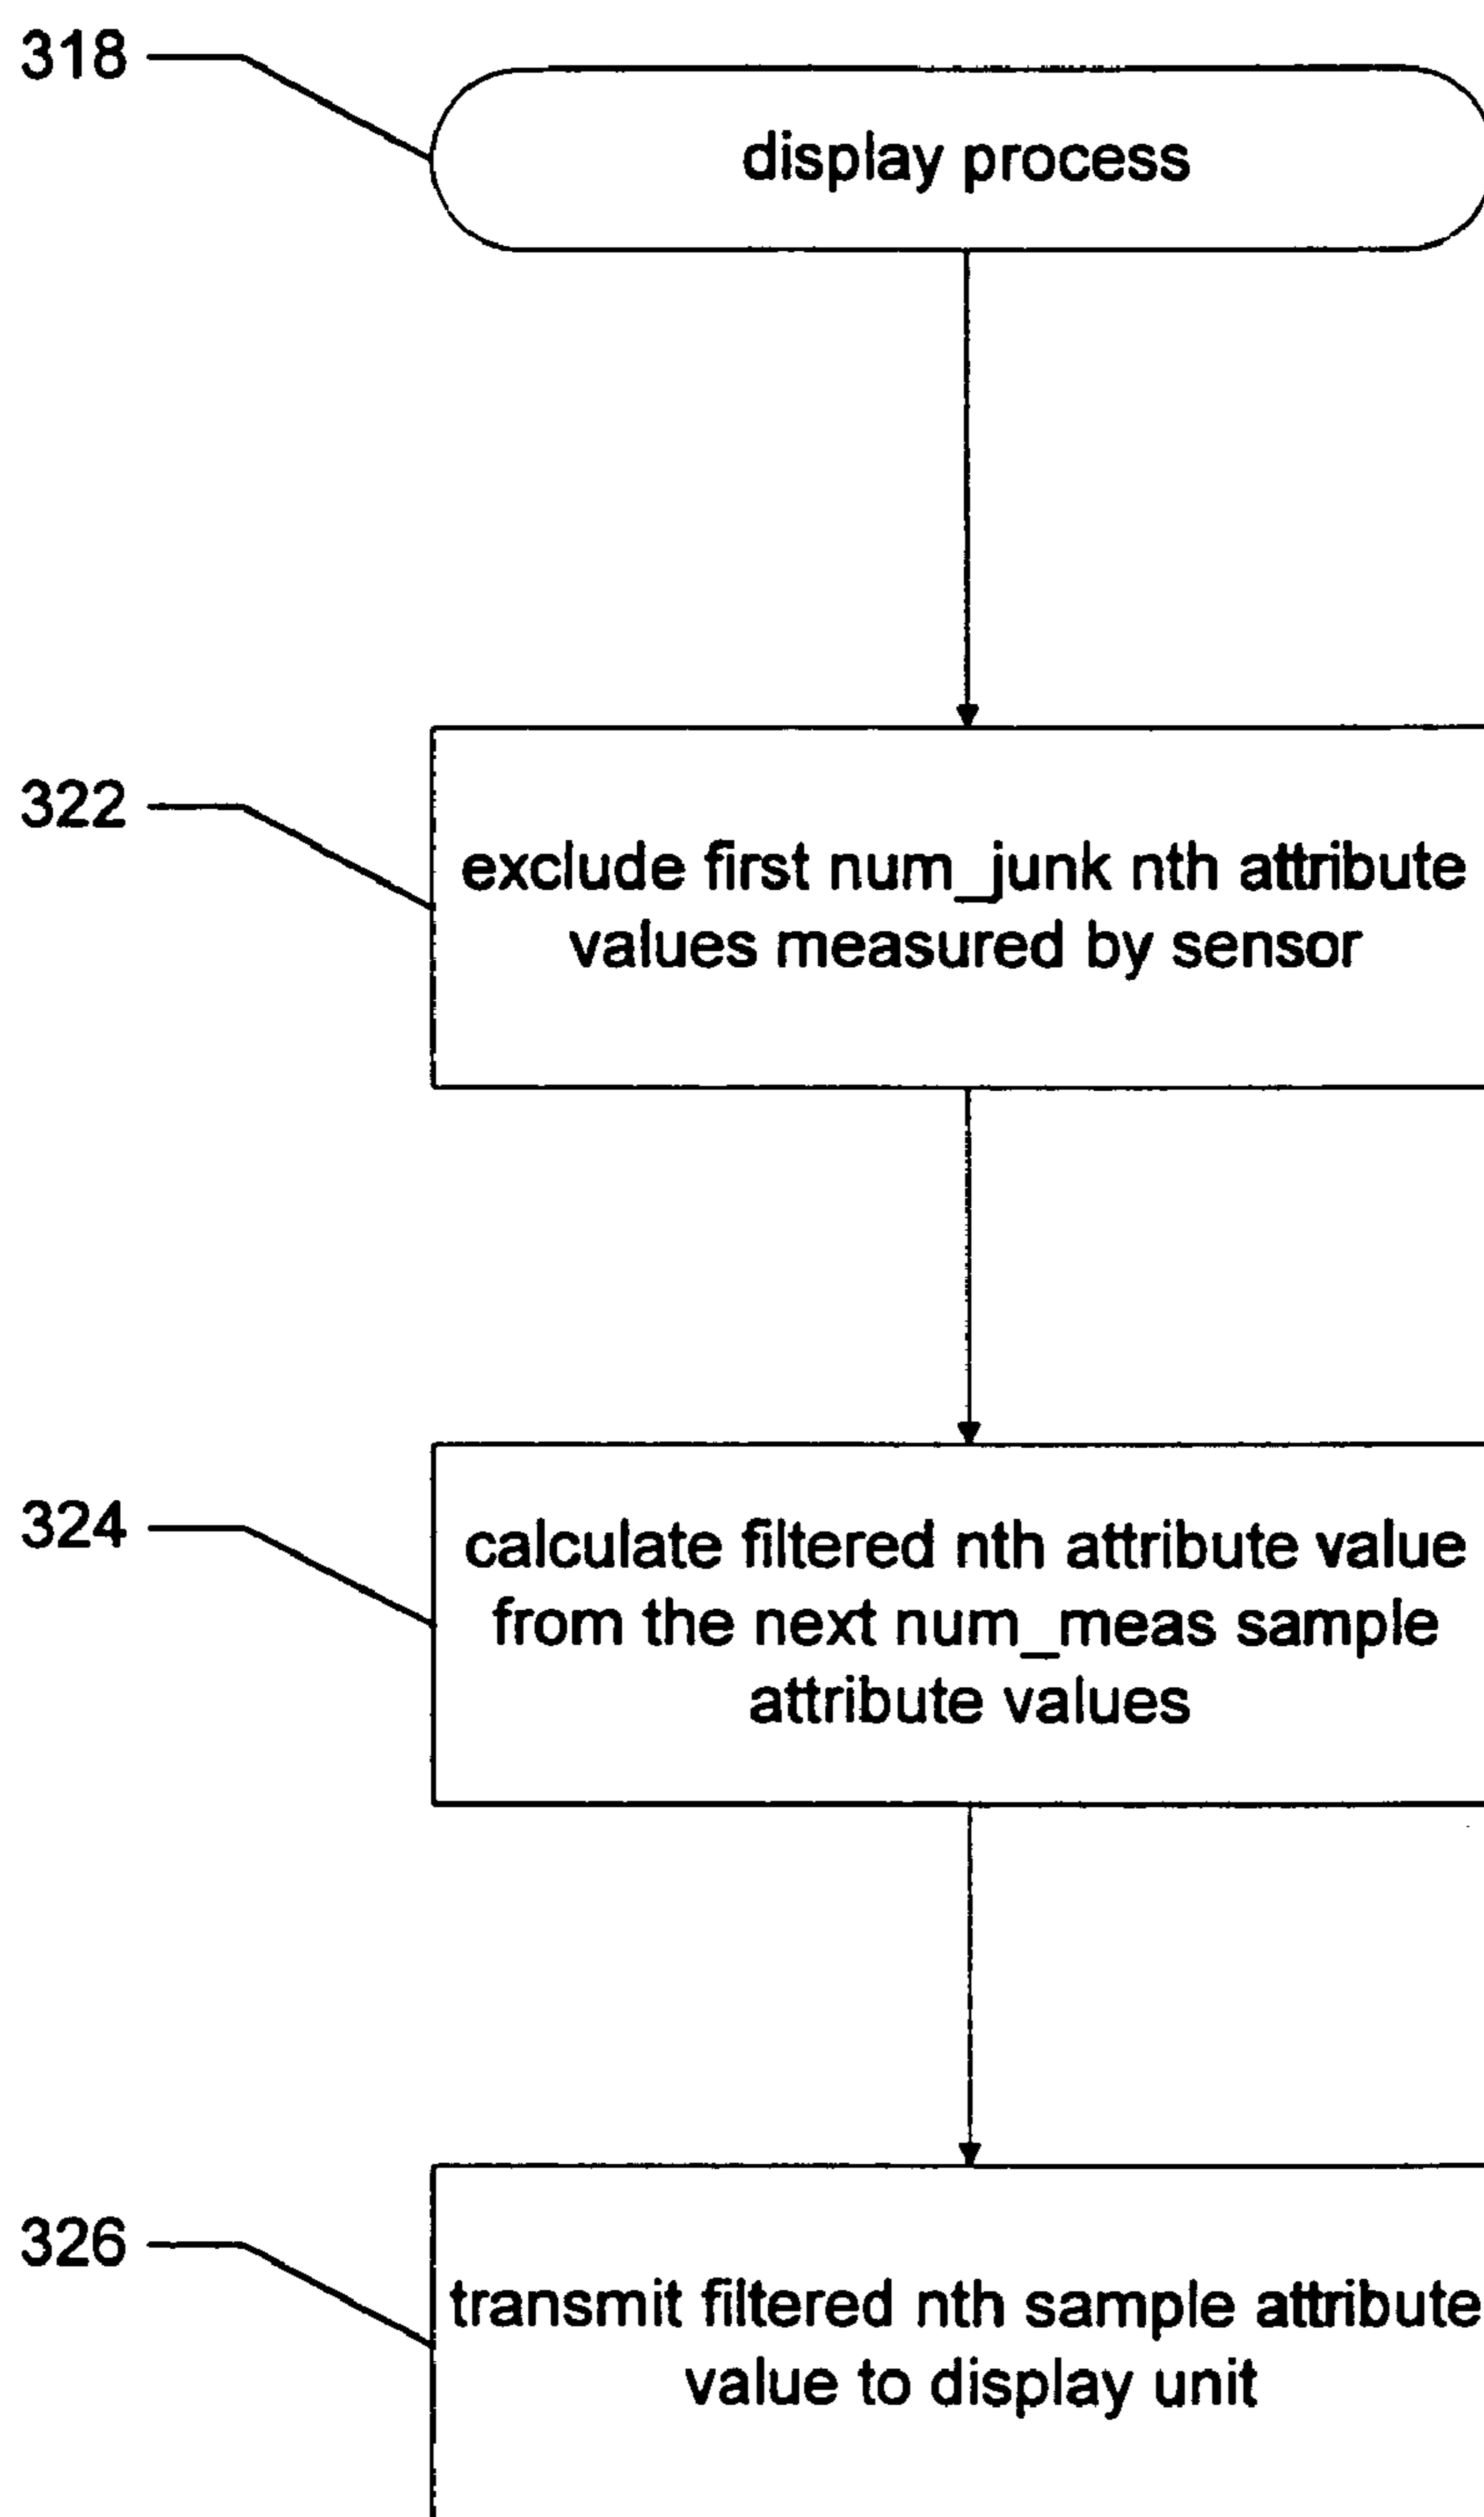 318
display process
322
exclude first num_junk nth attribute
values measured by sensor
324
calculate filtered nth attribute value
from the next num_meas sample
attribute values
326
transmit filtered nth sample attribute
value to display unit